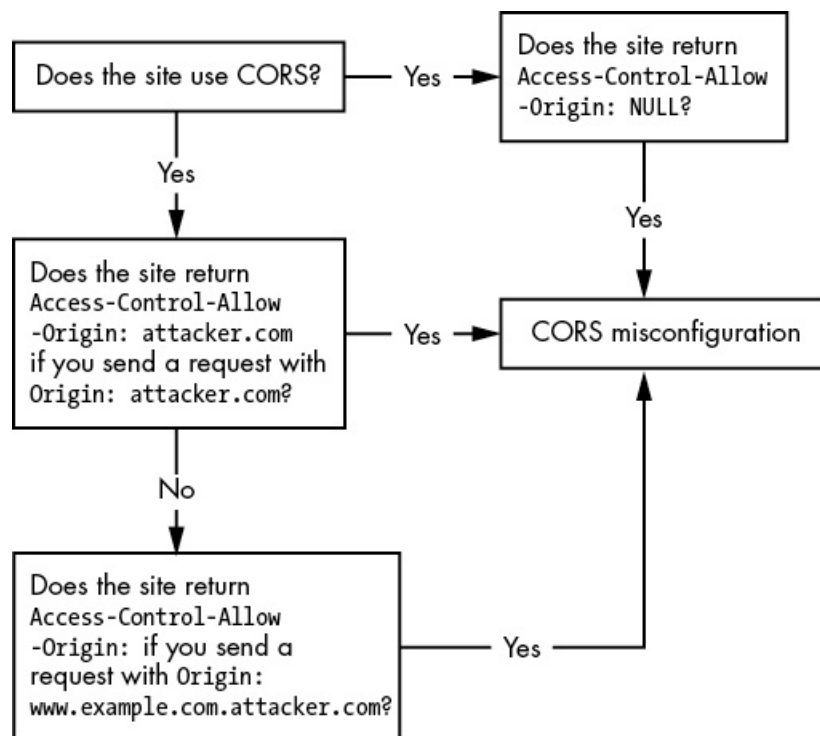 Does the site use CORS?
Yes
Does the site return
Access-Control-Allow
-Origin: NULL?
Yes
Yes
Does the site return
Access-Control-Allow
-Origin: attacker.com
if you send a request with
Origin: attacker.com?
Yes
CORS misconfiguration
No
Does the site return
Access-Control-Allow
-Origin: if you send a
request with Origin:
www.example.com.attacker.com?
Yes